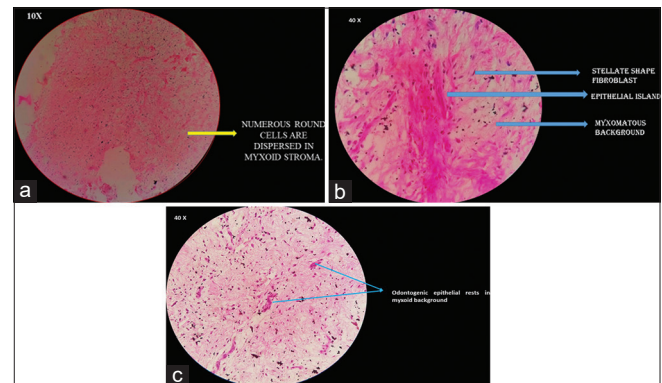 10X
NUMEROUS ROUND
CELLS ARE
DISPERSED IN
MYXOID STROMA.
a
40 X
STELLATE SHAPE
FIBROBLAST
EPITHELIAL ISLAND
MYXOMATOUS
BACKGROUND
b
40 X
Odontogenic epithelial rests in
myxoid background
c